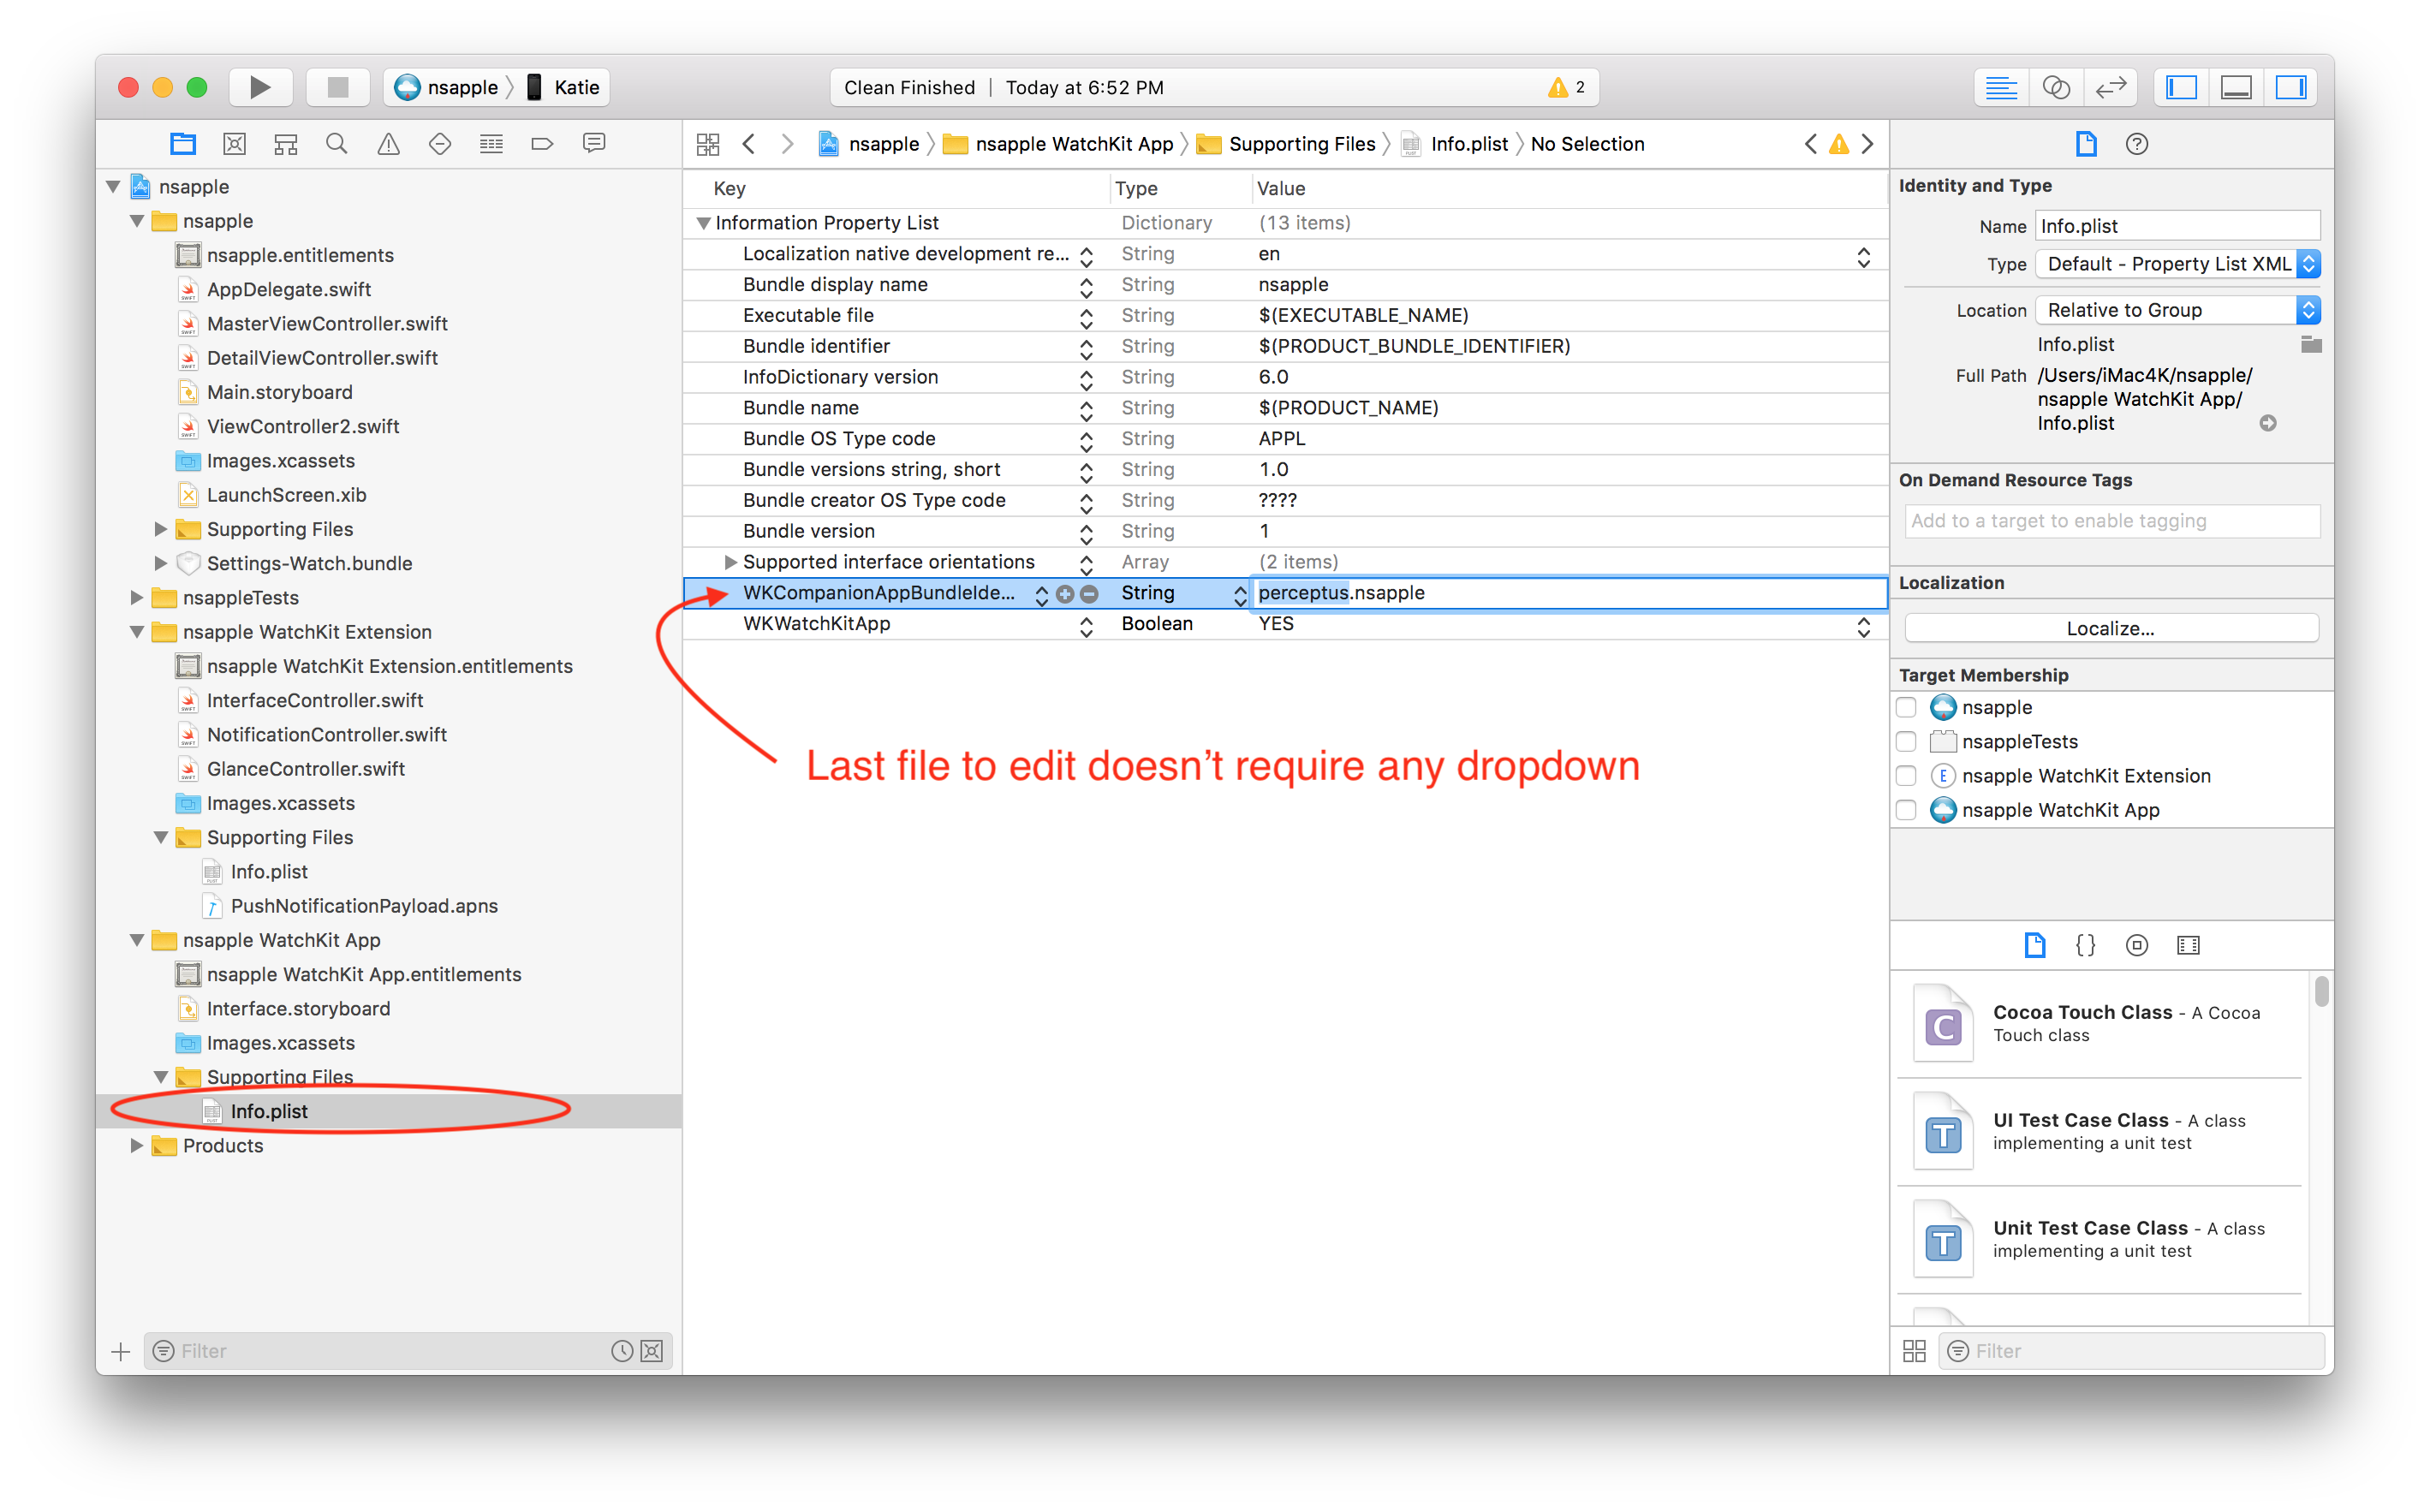 nsapple Katie
Clean Finished | Today at 6:52 PM 2
nsapple
nsapple
nsapple.entitlements
AppDelegate.swift
MasterViewController.swift
DetailViewController.swift
Main.storyboard
ViewController2.swift
Images.xcassets
LaunchScreen.xib
Supporting Files
Settings-Watch.bundle
nsappleTests
nsapple WatchKit Extension
nsapple WatchKit Extension.entitlements
InterfaceController.swift
NotificationController.swift
GlanceController.swift
Images.xcassets
Supporting Files
Info.plist
PushNotificationPayload.apns
nsapple WatchKit App
nsapple WatchKit App.entitlements
Interface.storyboard
Images.xcassets
Supporting Files
Info.plist
Products
Filter
nsapple nsapple WatchKit App Supporting Files Info.plist No Selection
Key Type Value
Information Property List Dictionary (13 items)
Localization native development re... String en
Bundle display name String nsapple
Executable file String $(EXECUTABLE_NAME)
Bundle identifier String $(PRODUCT_BUNDLE_IDENTIFIER)
InfoDictionary version String 6.0
Bundle name String $(PRODUCT_NAME)
Bundle OS Type code String APPL
Bundle versions string, short String 1.0
Bundle creator OS Type code String ????
Bundle version String 1
Supported interface orientations Array (2 items)
WKCompanionAppBundleIde... String perceptus.nsapple
WKWatchKitApp Boolean YES
Last file to edit doesn’t require any dropdown
Identity and Type
Name Info.plist
Type Default - Property List XML
Location Relative to Group
Info.plist
Full Path /Users/iMac4K/nsapple/
nsapple WatchKit App/
Info.plist
On Demand Resource Tags
Add to a target to enable tagging
Localization
Localize...
Target Membership
nsapple
nsappleTests
E nsapple WatchKit Extension
nsapple WatchKit App
{}
C
Cocoa Touch Class - A Cocoa
Touch class
T
UI Test Case Class - A class
implementing a unit test
T
Unit Test Case Class - A class
implementing a unit test
Filter